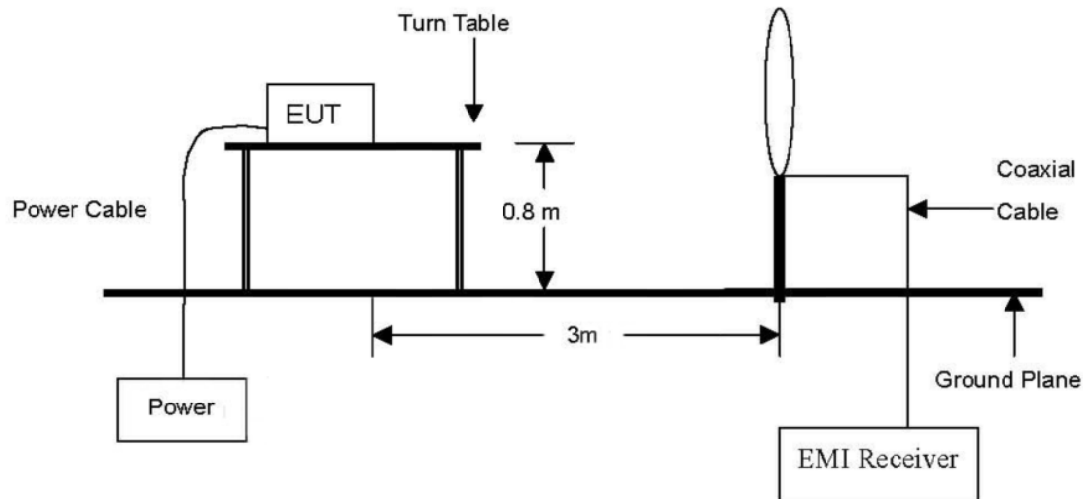 Turn Table
EUT
Coaxial
Power Cable
0.8 m
Cable
3m
Ground Plane
Power
EMI Receiver